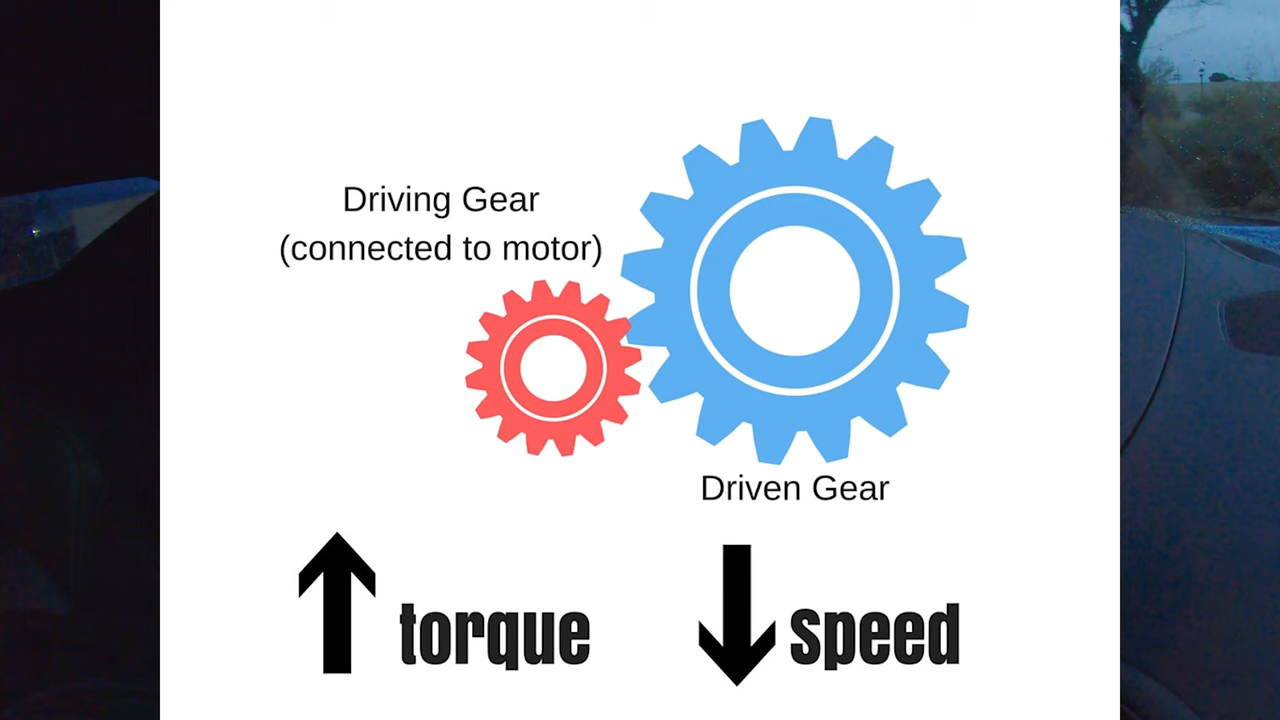 Driving Gear
(connected to motor)
Driven Gear
torque
speed